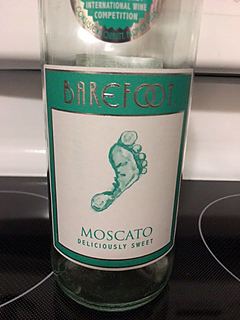 INTERNATIONAL WINE
COMPETITION
BAREFOOT
MOSCATO
DELICIOUSLY SWEET